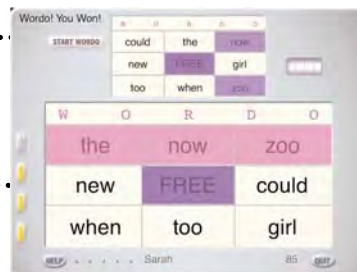 Wordo! You Won!
W O R D O
START WORDO
could the now
new FREE girl
too when zoo
W O R D O
the now zoo
new FREE could
when too girl
HELP Sarah 85 QUIT